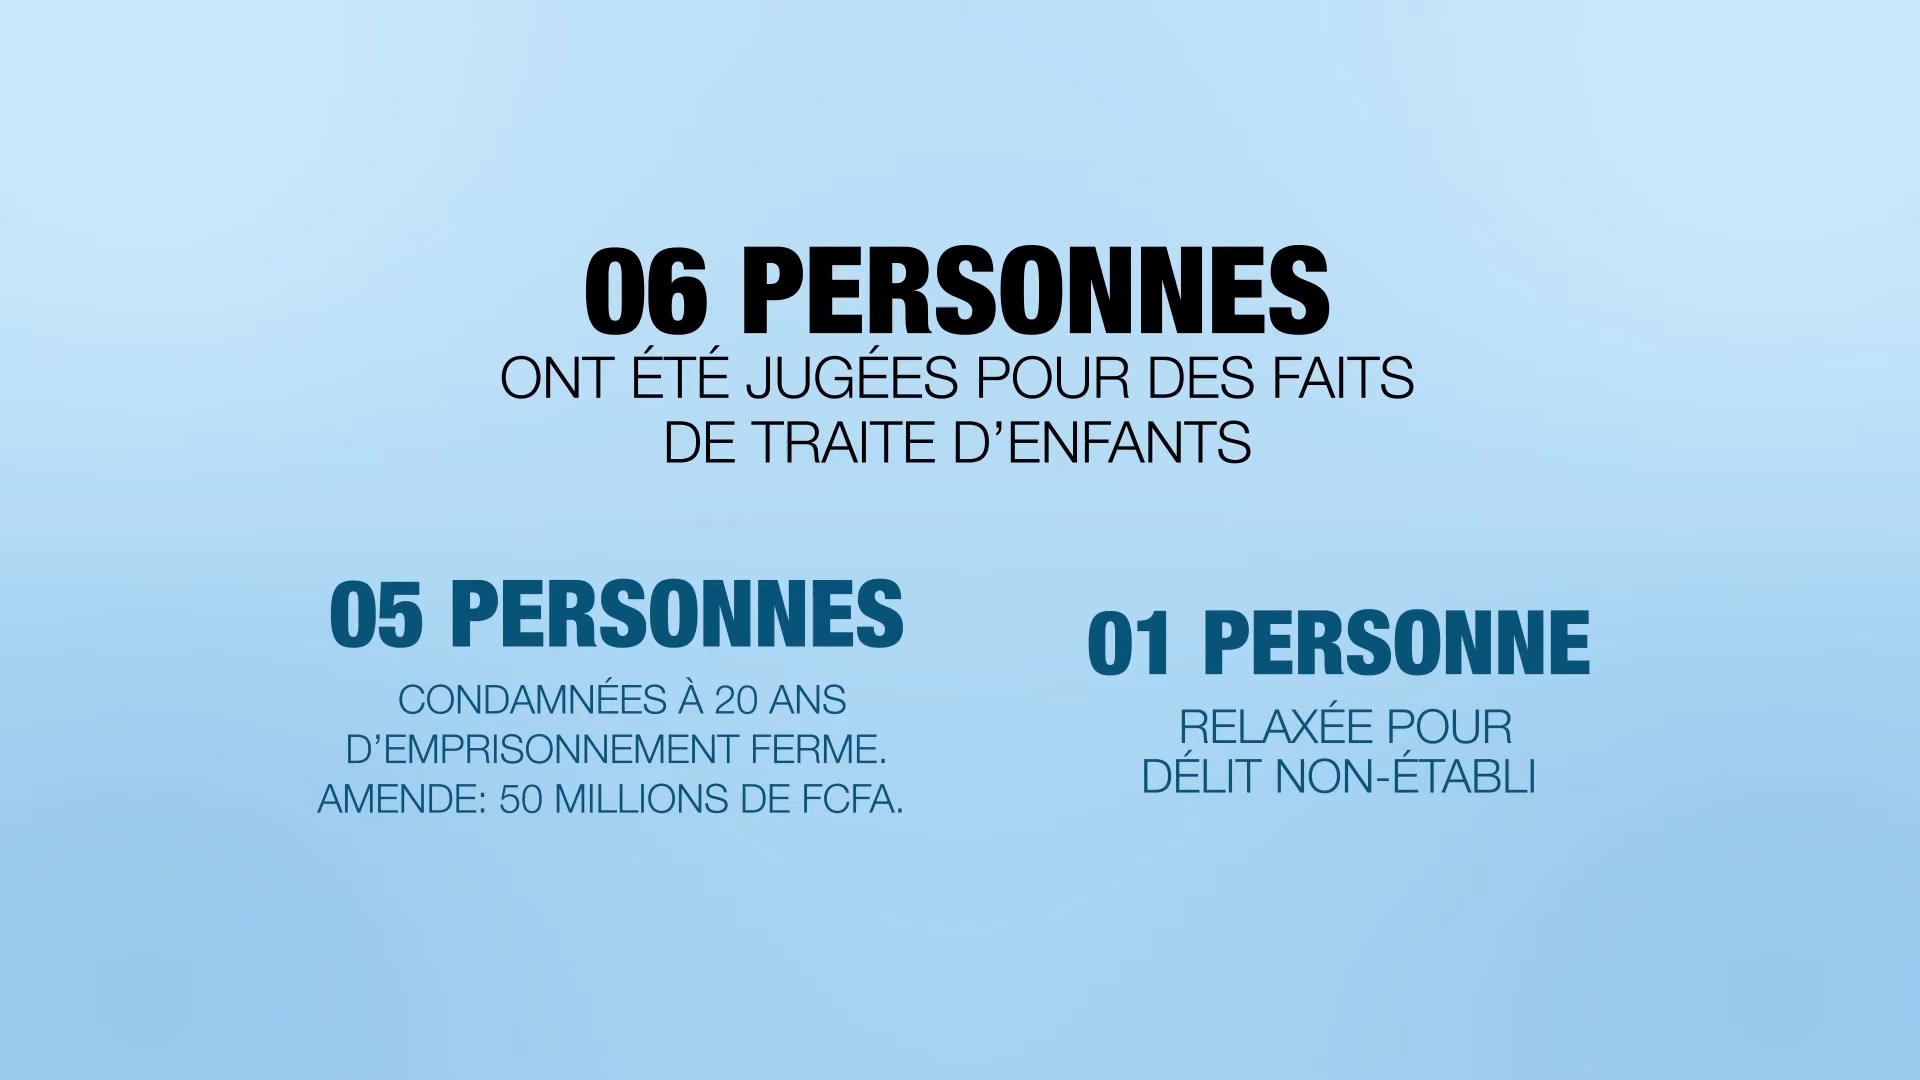 06 PERSONNES
ONT ÉTÉ JUGÉES POUR DES FAITS
DE TRAITE D’ENFANTS
05 PERSONNES
CONDAMNÉES À 20 ANS
D’EMPRISONNEMENT FERME.
AMENDE: 50 MILLIONS DE FCFA.
01 PERSONNE
RELAXÉE POUR
DÉLIT NON-ÉTABLI